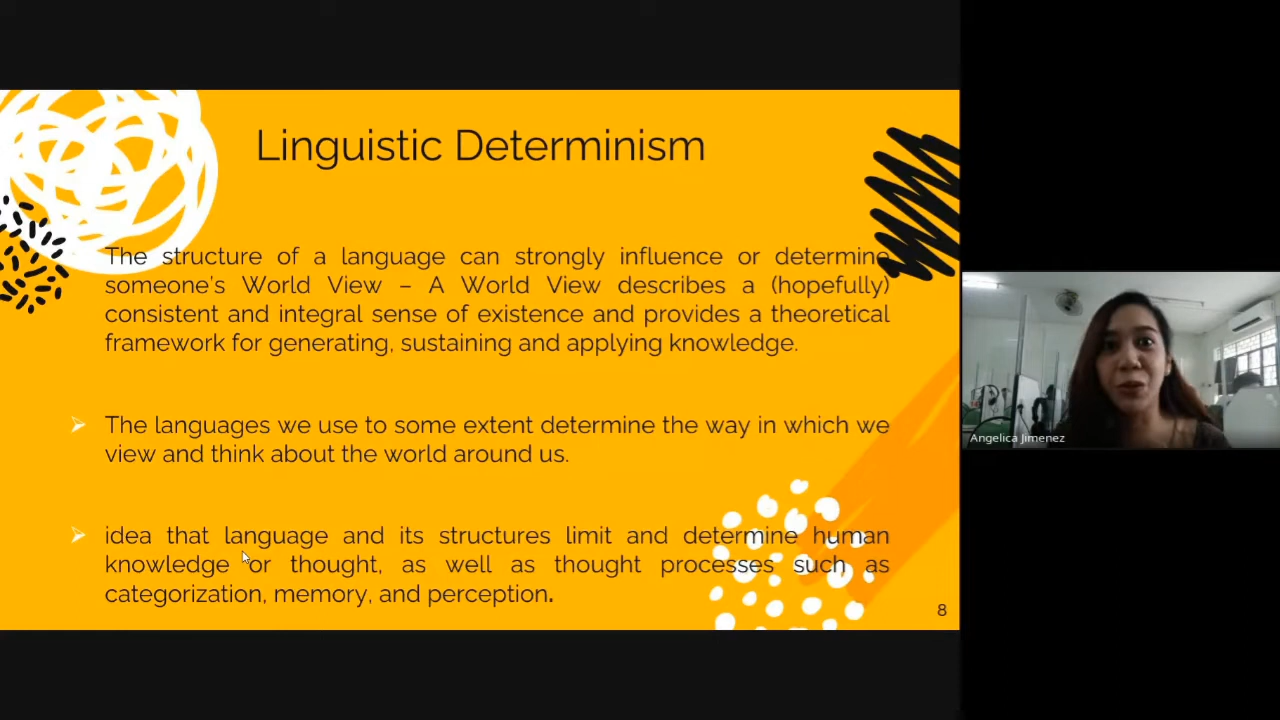 Linguistic Determinism
The structure of a language can strongly influence or determine
someone's World View – A World View describes a (hopefully)
consistent and integral sense of existence and provides a theoretical
framework for generating, sustaining and applying knowledge.
The languages we use to some extent determine the way in which we
view and think about the world around us.
idea that language and its structures limit and determine human
knowledge or thought, as well as thought processes such as
categorization, memory, and perception.
8
Angelica Jimenez